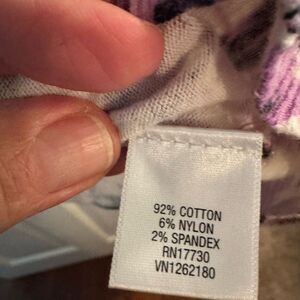 92% COTTON
6% NYLON
2% SPANDEX
RN17730
VN1262180